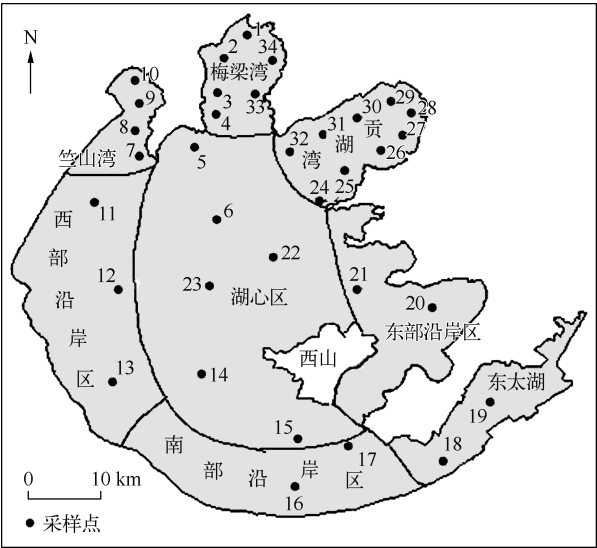 N
1
2
34
梅梁湾
10
9
3
33
4
8
7
竺山湾
29
30
28
贡
27
31
湖
26
32
湾
25
24
5
6
22
23
湖心区
14
15
11
西
部
12
沿
岸
13
区
21
20
东部沿岸区
西山
东太湖
19
18
南
部
沿
岸
区
17
16
0 10 km
采样点